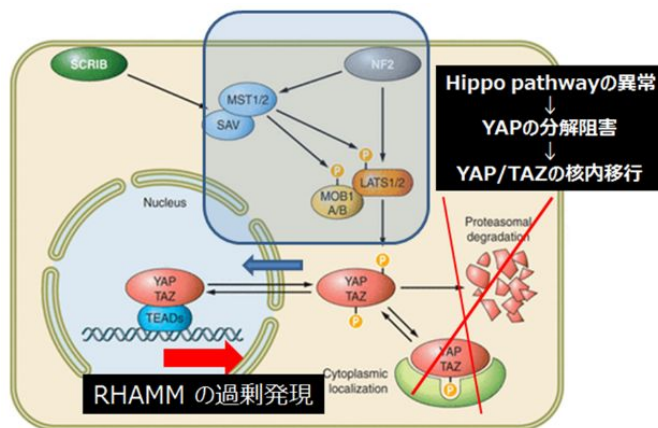 SCRIB
NF2
MST1/2
SAV
Hippo pathwayの異常
↓
YAPの分解阻害
↓
YAP/TAZの核内移行
P
P
LATS1/2
MOB1
A/B
Nucleus
Proteasomal
degradation
P
YAP
TAZ
YAP
TAZ
P
TEADs
YAP
TAZ
P
Cytoplasmic
localization
RHAMM の過剰発現